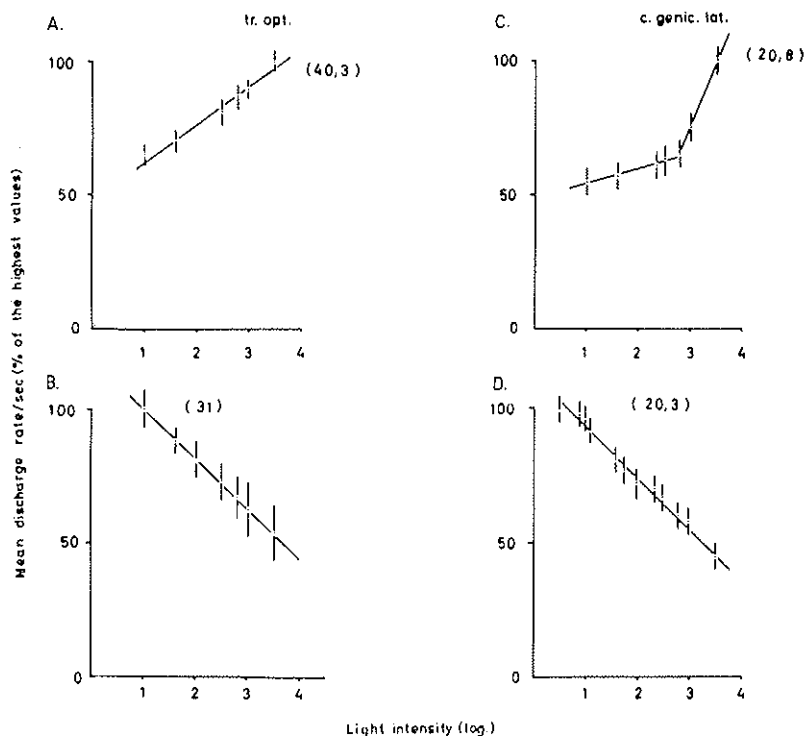 A.
tr. opt.
C.
c. genic. lat.
100
(40,3)
50
0
1 2 3 4
100
(20,8)
50
0
1 2 3 4
B.
100
(31)
50
0
1 2 3 4
D.
100
(20,3)
50
0
1 2 3 4
Mean discharge rate/sec (% of the highest values)
Light intensity (log.)